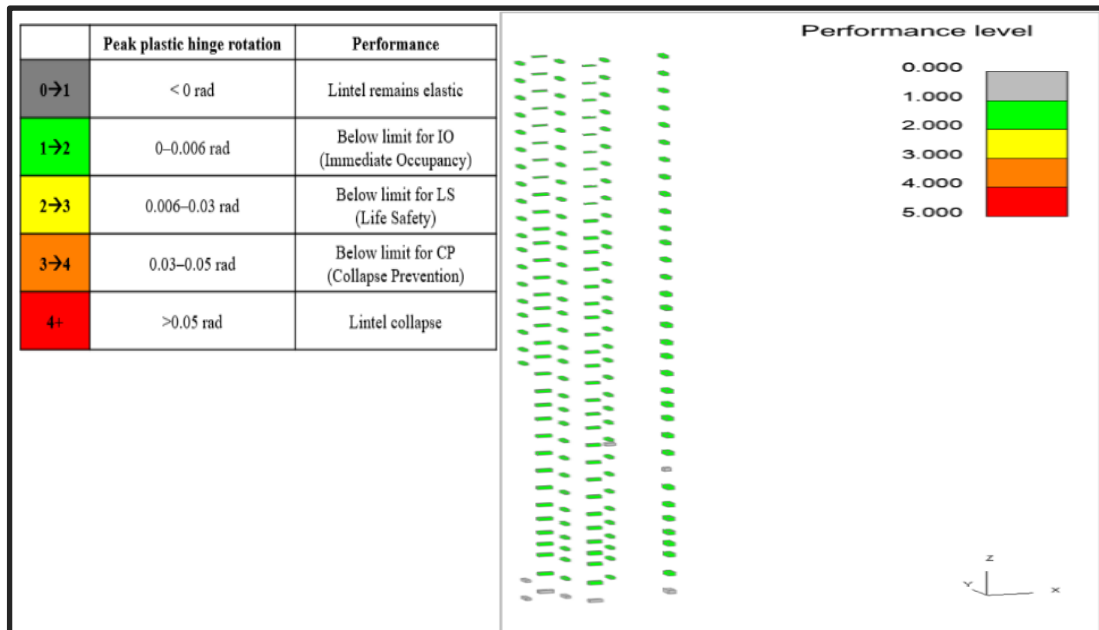 Peak plastic hinge rotation Performance
0→1 < 0 rad Lintel remains elastic
1→2 0–0.006 rad Below limit for IO
(Immediate Occupancy)
2→3 0.006–0.03 rad Below limit for LS
(Life Safety)
3→4 0.03–0.05 rad Below limit for CP
(Collapse Prevention)
4+ >0.05 rad Lintel collapse
Performance level
0.000
1.000
2.000
3.000
4.000
5.000
Z
Y
X